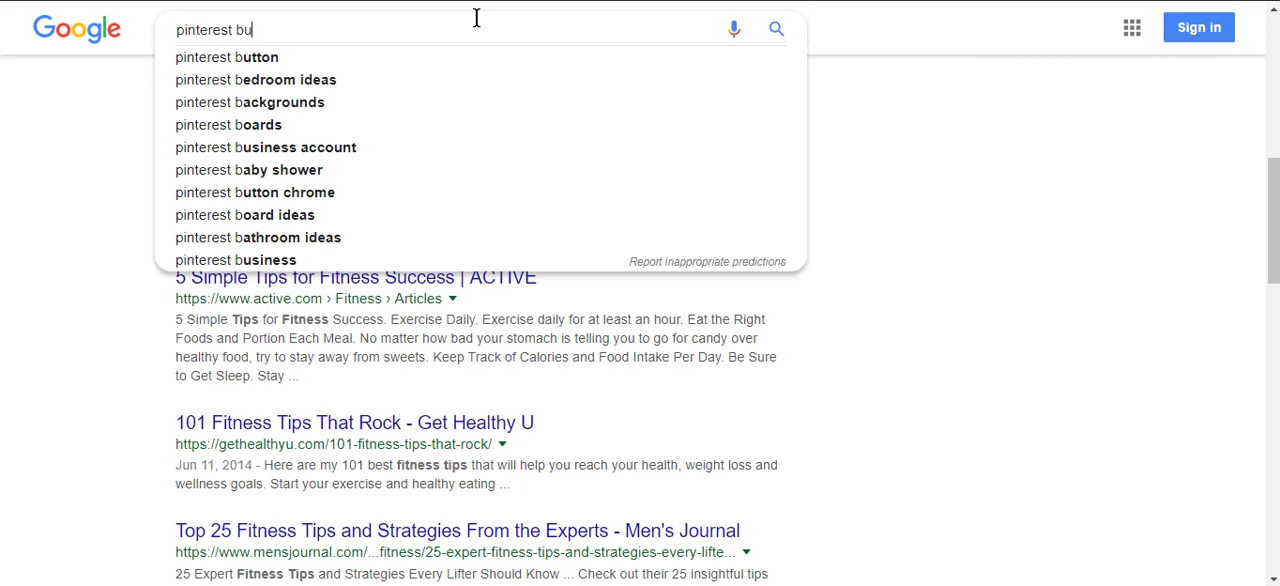 Google
pinterest bu
Sign in
pinterest button
pinterest bedroom ideas
pinterest backgrounds
pinterest boards
pinterest business account
pinterest baby shower
pinterest button chrome
pinterest board ideas
pinterest bathroom ideas
pinterest business
Report inappropriate predictions
5 Simple Tips for Fitness Success | ACTIVE
https://www.active.com › Fitness › Articles
5 Simple Tips for Fitness Success. Exercise Daily. Exercise daily for at least an hour. Eat the Right
Foods and Portion Each Meal. No matter how bad your stomach is telling you to go for candy over
healthy food, try to stay away from sweets. Keep Track of Calories and Food Intake Per Day. Be Sure
to Get Sleep. Stay ...
101 Fitness Tips That Rock - Get Healthy U
https://gethealthyu.com/101-fitness-tips-that-rock/
Jun 11, 2014 - Here are my 101 best fitness tips that will help you reach your health, weight loss and
wellness goals. Start your exercise and healthy eating ...
Top 25 Fitness Tips and Strategies From the Experts - Men's Journal
https://www.mensjournal.com/...fitness/25-expert-fitness-tips-and-strategies-every-lifte...
25 Expert Fitness Tips and Strategies Every Lifter Should Know ... Check out their 25 insightful tips